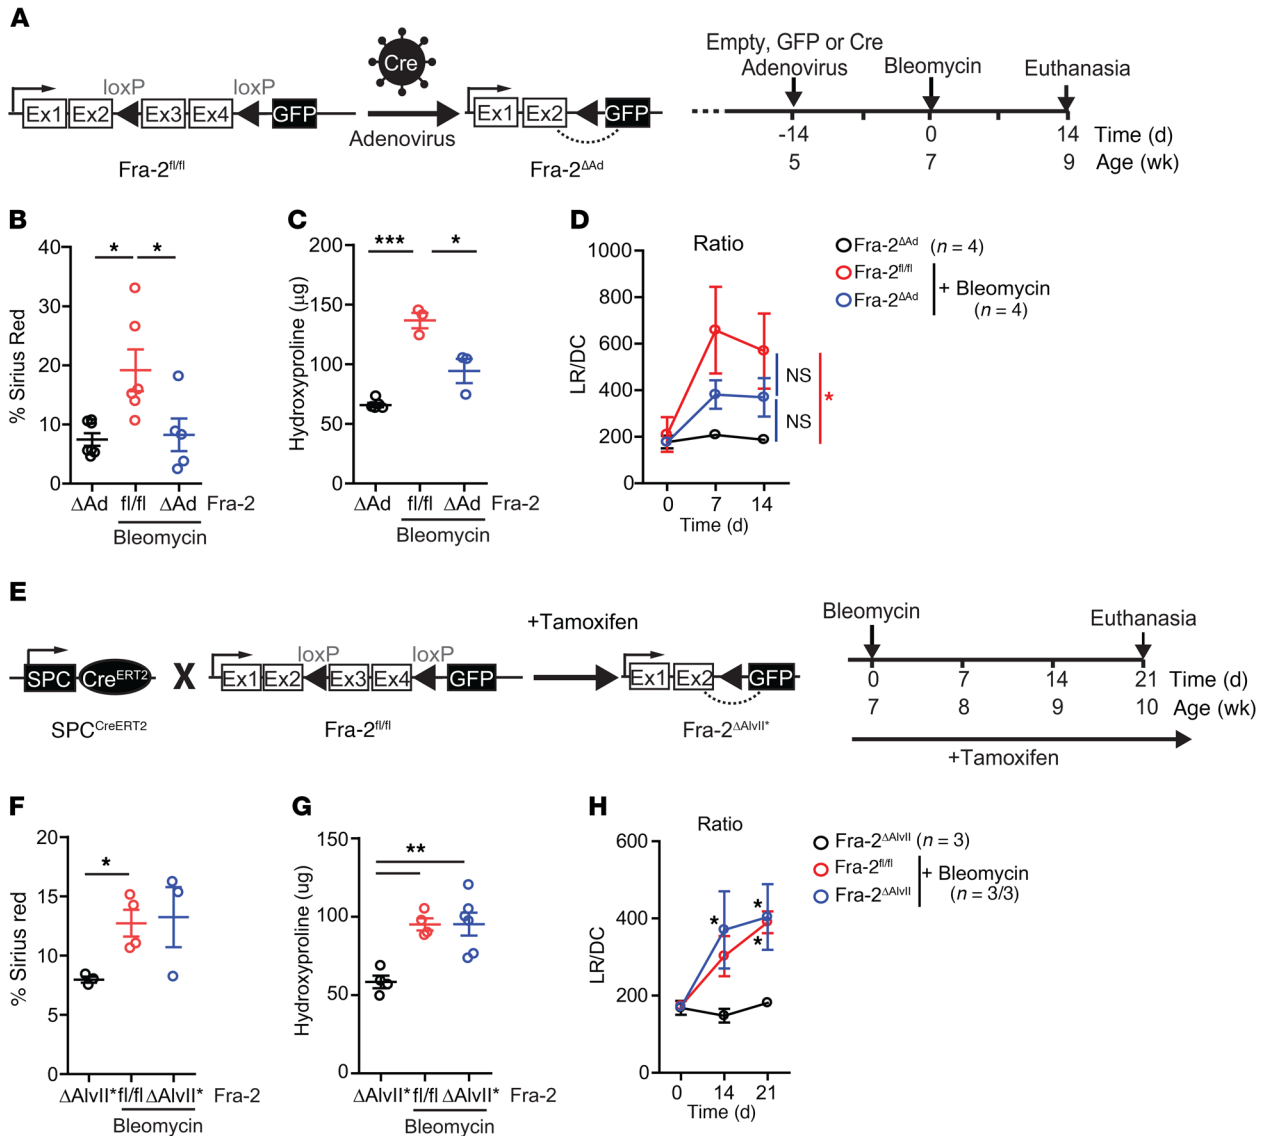 A
loxP loxP
Ex1 Ex2 Ex3 Ex4 GFP
Fra-2fl/fl
Cre
Adenovirus
Ex1 Ex2 GFP
Fra-2ΔAd
Empty, GFP or Cre
Adenovirus Bleomycin Euthanasia
-14 0 14 Time (d)
5 7 9 Age (wk)
B
% Sirius Red
40
30
20
10
0
* *
ΔAd fl/fl ΔAd Fra-2
Bleomycin
C
Hydroxyproline (µg)
200
150
100
50
0
*** *
ΔAd fl/fl ΔAd Fra-2
Bleomycin
D
Ratio
LR/DC
1000
800
600
400
200
0
0 7 14
Time (d)
NS
NS
*
Fra-2ΔAd (n = 4)
Fra-2fl/fl
Fra-2ΔAd
+ Bleomycin
(n = 4)
E
SPC CreERT2
SPCCreERT2
X
loxP loxP
Ex1 Ex2 Ex3 Ex4 GFP
Fra-2fl/fl
+Tamoxifen
Ex1 Ex2 GFP
Fra-2ΔAlvII*
Bleomycin Euthanasia
0 7 14 21 Time (d)
7 8 9 10 Age (wk)
+Tamoxifen
F
% Sirius red
20
15
10
5
0
*
ΔAlvII* fl/fl ΔAlvII* Fra-2
Bleomycin
G
Hydroxyproline (ug)
150
100
50
0
**
ΔAlvII* fl/fl ΔAlvII* Fra-2
Bleomycin
H
Ratio
LR/DC
600
400
200
0
* *
*
0 14 21
Time (d)
Fra-2ΔAlvII (n = 3)
Fra-2fl/fl
Fra-2ΔAlvII
+ Bleomycin
(n = 3/3)